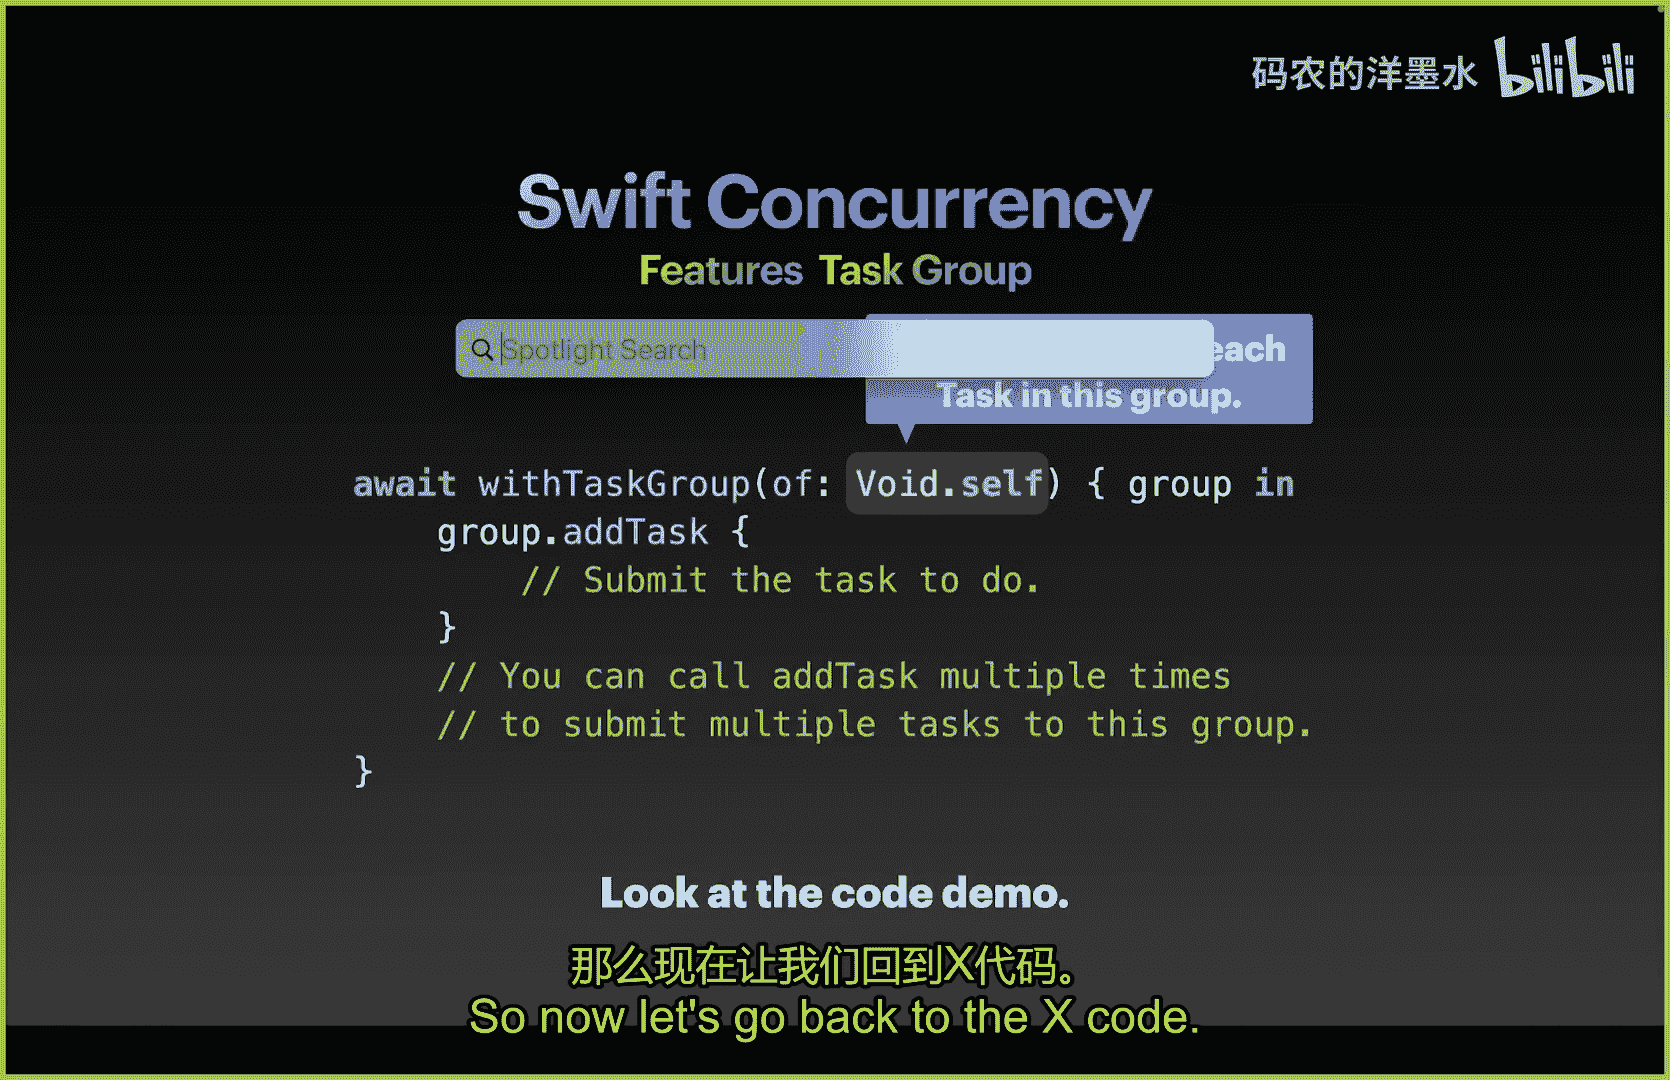 码农的洋墨水 bilibili
Swift Concurrency
Features Task Group
Spotlight Search
each
Task in this group.
await withTaskGroup(of: Void.self) { group in
group.addTask {
// Submit the task to do.
}
// You can call addTask multiple times
// to submit multiple tasks to this group.
}
Look at the code demo.
那么现在让我们回到X代码。
So now let's go back to the X code.